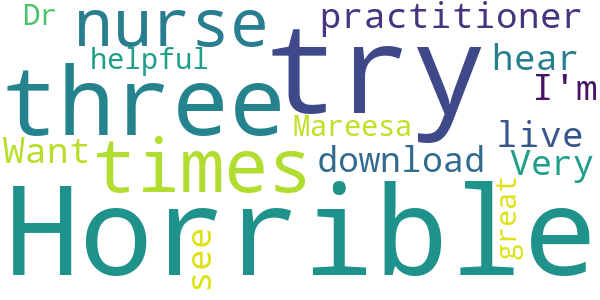 Dr
nurse
practitioner
helpful
try
hear
three
I'm
Mareesa
Want
times
download
live
Very
Horrible
see
great